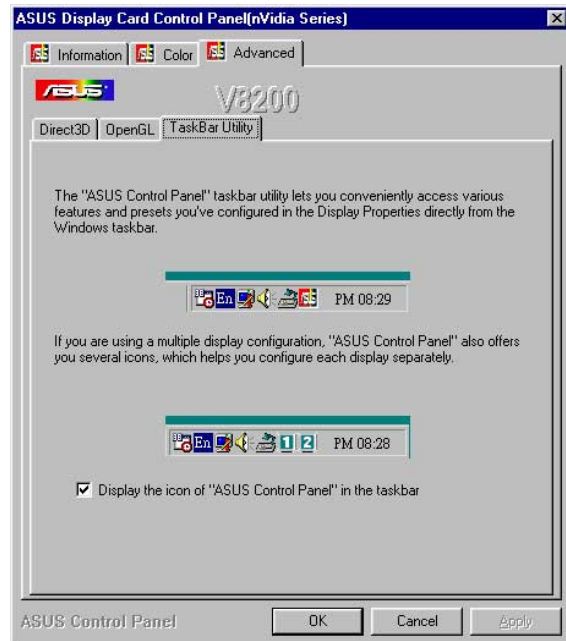 ASUS Display Card Control Panel(nVidia Series)
Information Color Advanced
ASUS
V8200
Direct3D OpenGL TaskBar Utility
The "ASUS Control Panel" taskbar utility lets you conveniently access various
features and presets you've configured in the Display Properties directly from the
Windows taskbar.
En PM 08:29
If you are using a multiple display configuration, "ASUS Control Panel" also offers
you several icons, which helps you configure each display separately.
En 1 2 PM 08:28
Display the icon of "ASUS Control Panel" in the taskbar
ASUS Control Panel OK Cancel Apply